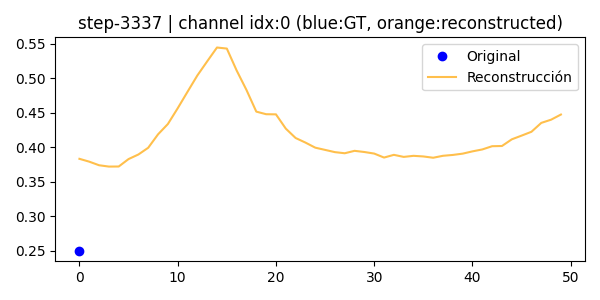 step-3337 | channel idx:0 (blue:GT, orange:reconstructed)
Original
Reconstrucción
0.55
0.50
0.45
0.40
0.35
0.30
0.25
0 10 20 30 40 50